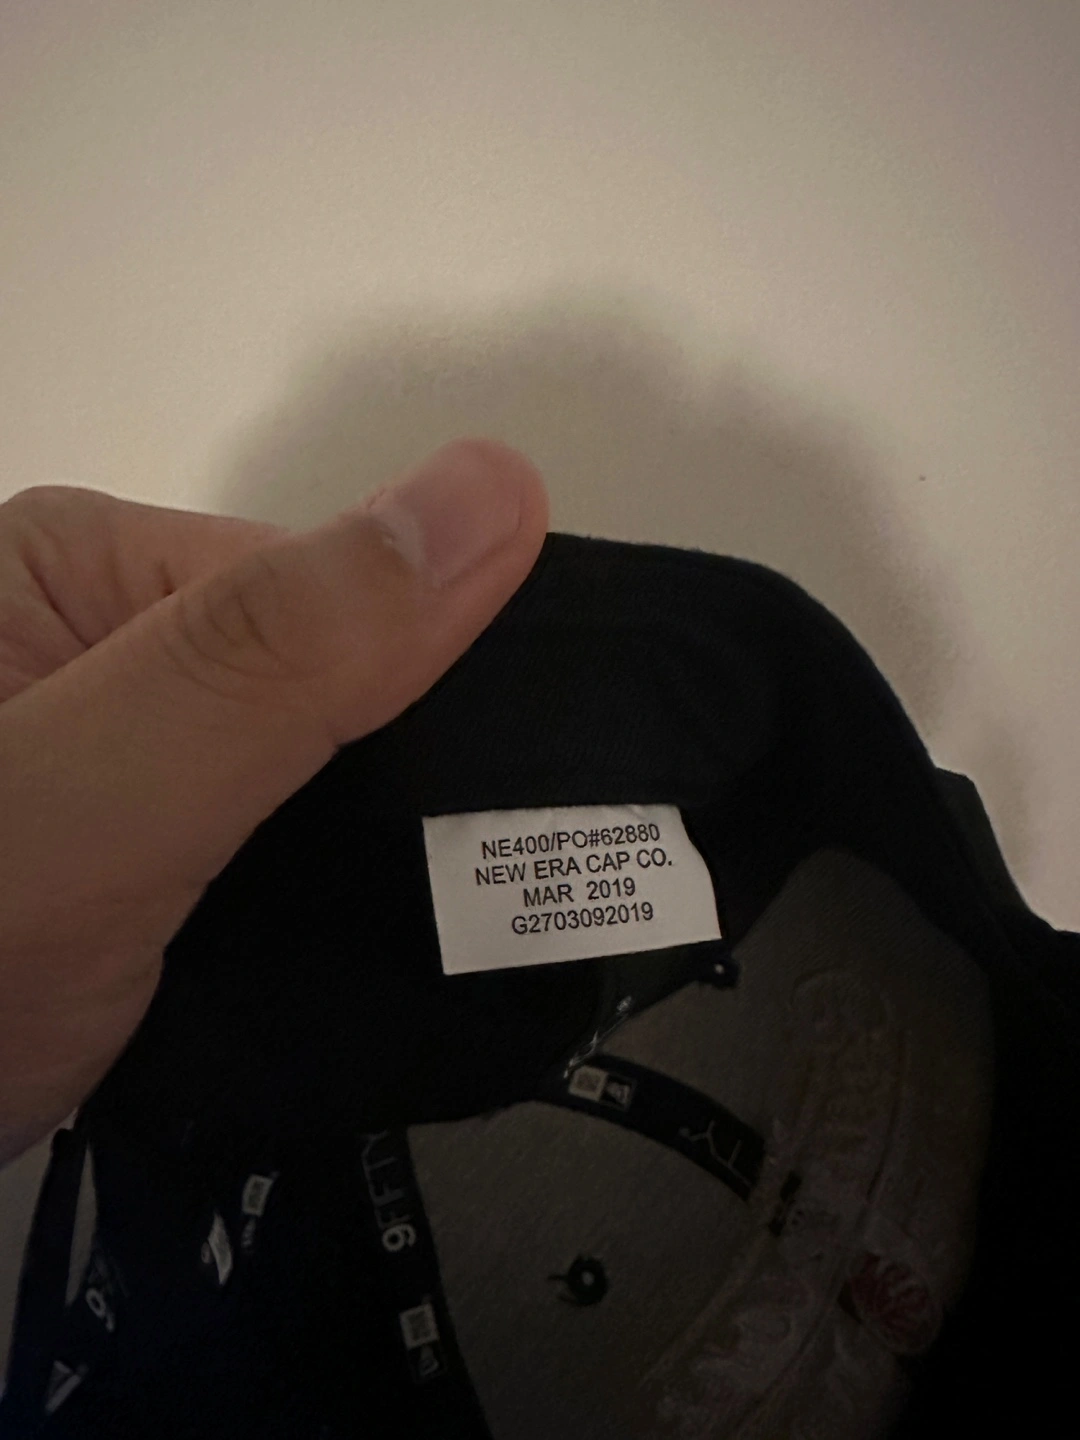 NE400/PO#62880
NEW ERA CAP CO.
MAR 2019
G2703092019
9FIFTY